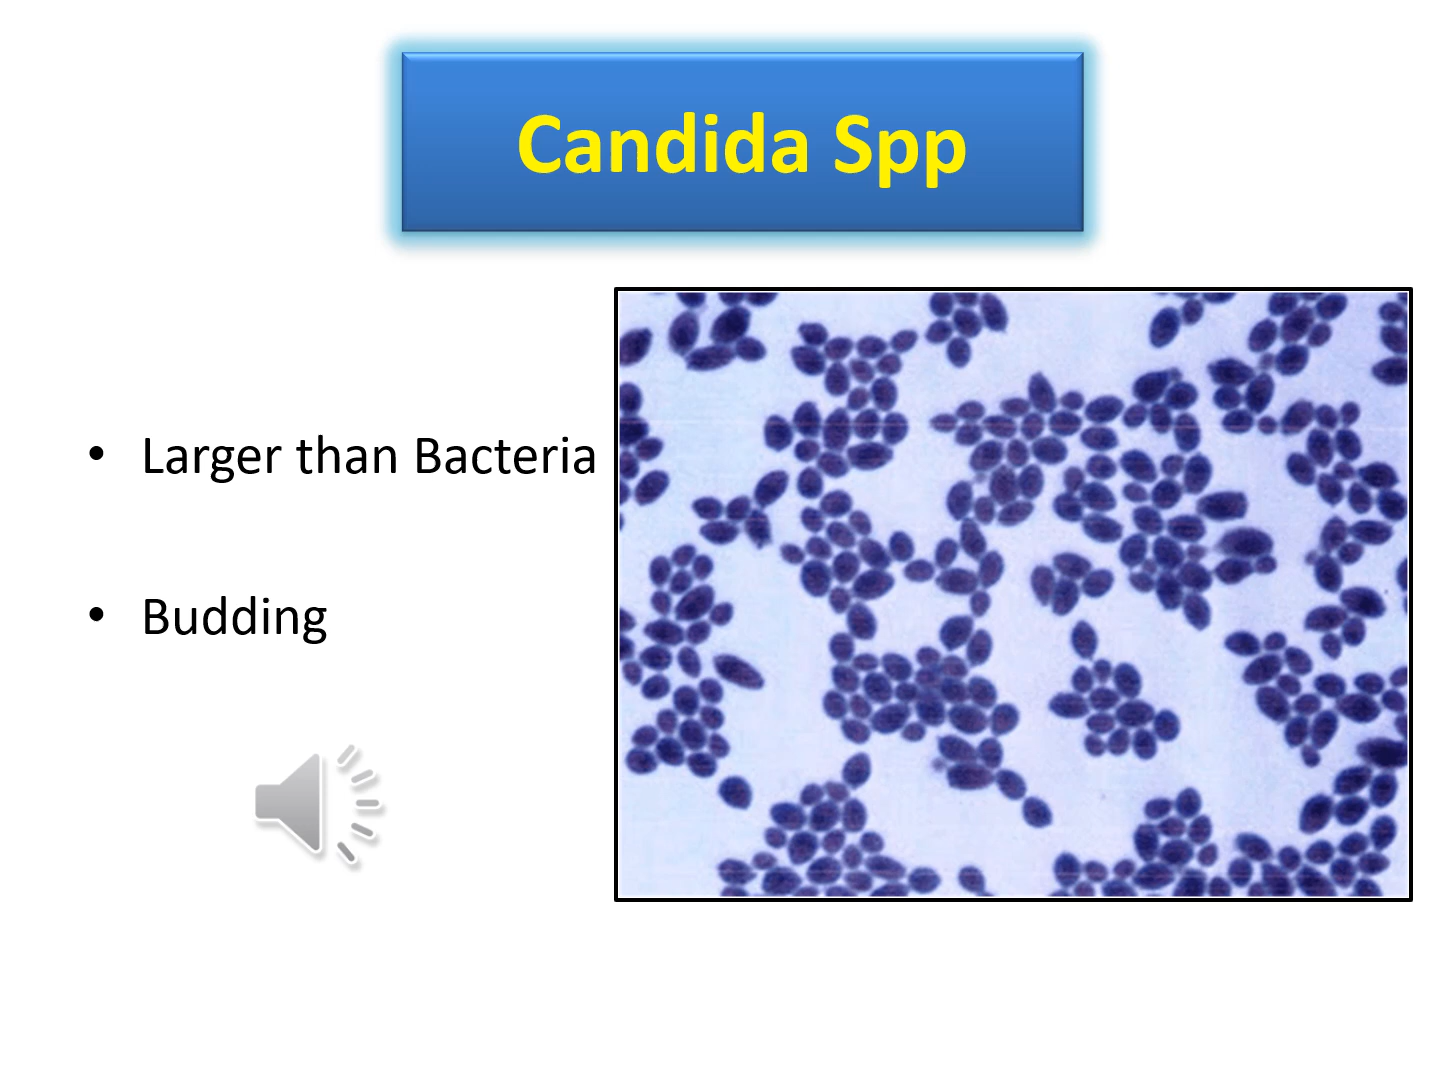 Candida Spp
• Larger than Bacteria
• Budding